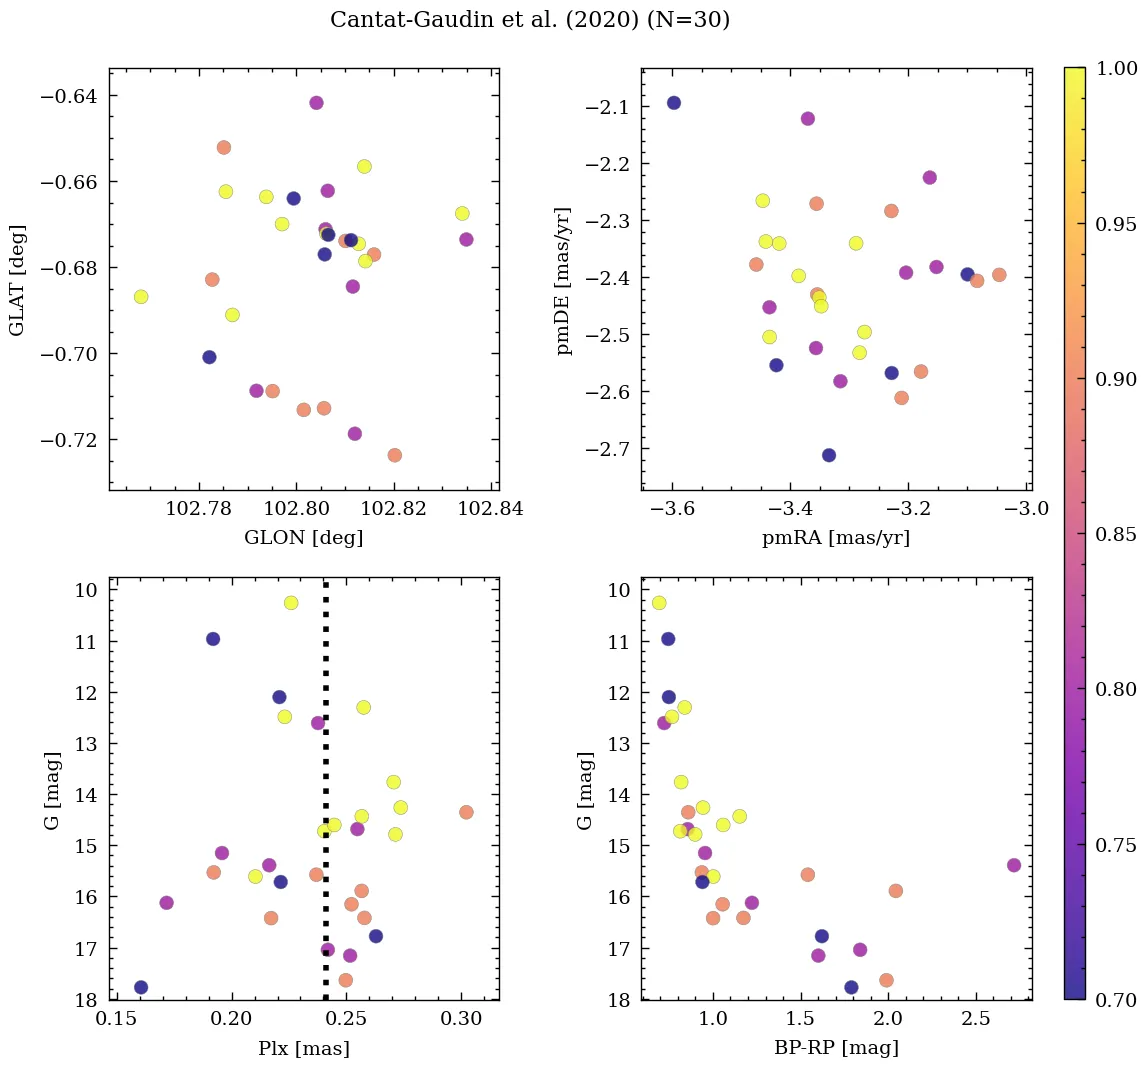 Cantat-Gaudin et al. (2020) (N=30)
−0.64
−0.66
−0.68
−0.70
−0.72
GLAT [deg]
102.78 102.80 102.82 102.84
GLON [deg]
−2.1
−2.2
−2.3
−2.4
−2.5
−2.6
−2.7
pmDE [mas/yr]
−3.6 −3.4 −3.2 −3.0
pmRA [mas/yr]
10
11
12
13
14
15
16
17
18
G [mag]
0.15 0.20 0.25 0.30
Plx [mas]
10
11
12
13
14
15
16
17
18
G [mag]
1.0 1.5 2.0 2.5
BP-RP [mag]
1.00
0.95
0.90
0.85
0.80
0.75
0.70